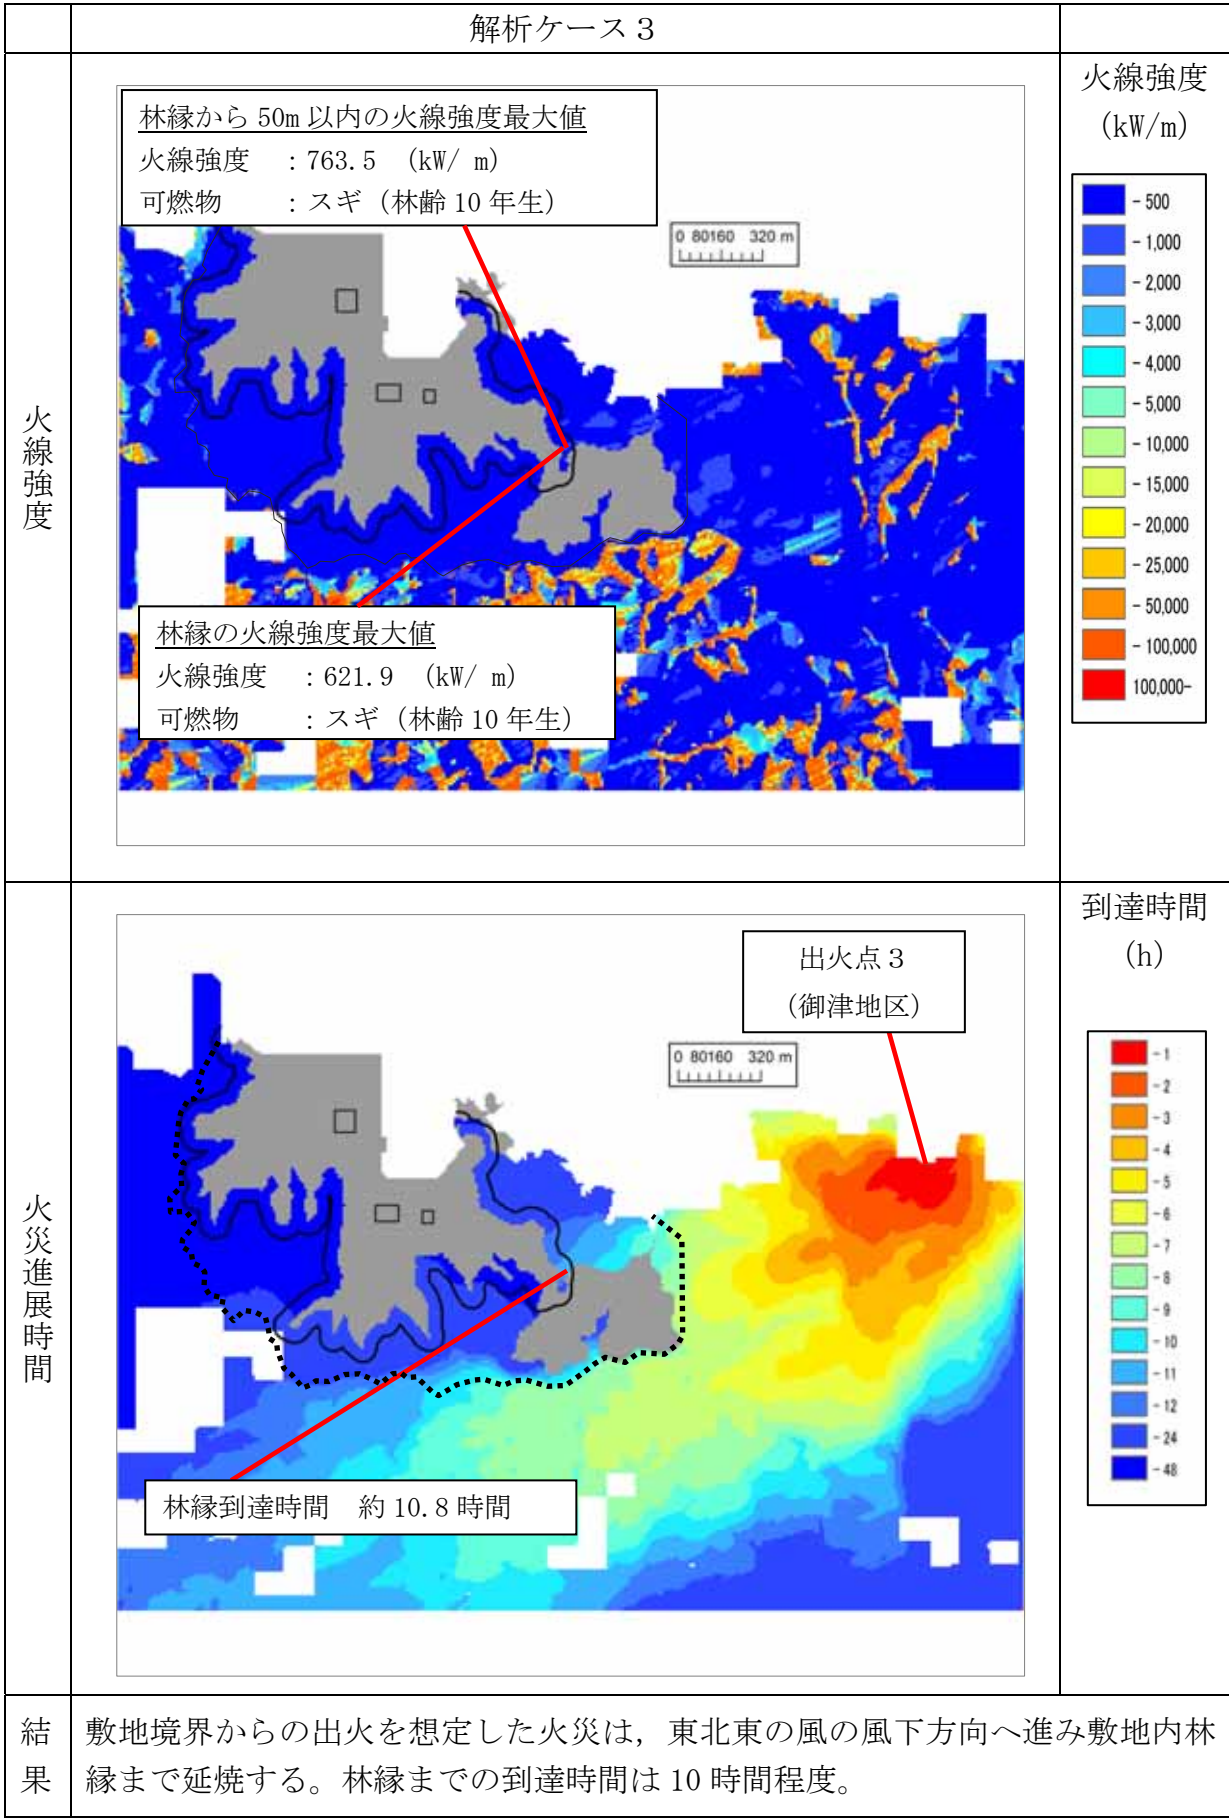 解析ケース３
火線強度
火線強度
(kW/m)
林縁から 50m 以内の火線強度最大値
火線強度 : 763.5 (kW/ m)
可燃物 : スギ (林齢 10 年生)
0 80160 320 m
林縁の火線強度最大値
火線強度 : 621.9 (kW/ m)
可燃物 : スギ (林齢 10 年生)
- 500
- 1,000
- 2,000
- 3,000
- 4,000
- 5,000
- 10,000
- 15,000
- 20,000
- 25,000
- 50,000
- 100,000
100,000-
火災進展時間
到達時間
(h)
出火点３
(御津地区)
0 80160 320 m
林縁到達時間 約 10.8 時間
- 1
- 2
- 3
- 4
- 5
- 6
- 7
- 8
- 9
- 10
- 11
- 12
- 24
- 48
結果
敷地境界からの出火を想定した火災は，東北東の風の風下方向へ進み敷地内林
縁まで延焼する。林縁までの到達時間は 10 時間程度。